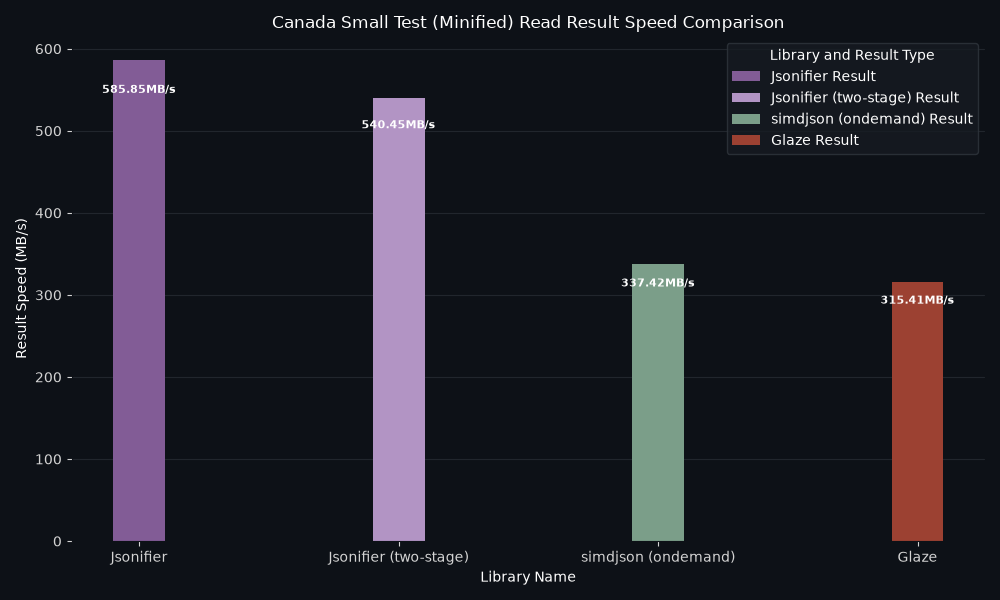 Canada Small Test (Minified) Read Result Speed Comparison
Library and Result Type
Jsonifier Result
Jsonifier (two-stage) Result
simdjson (ondemand) Result
Glaze Result
600
500
400
300
200
100
0
Result Speed (MB/s)
585.85MB/s
540.45MB/s
337.42MB/s
315.41MB/s
Jsonifier
Jsonifier (two-stage)
simdjson (ondemand)
Glaze
Library Name